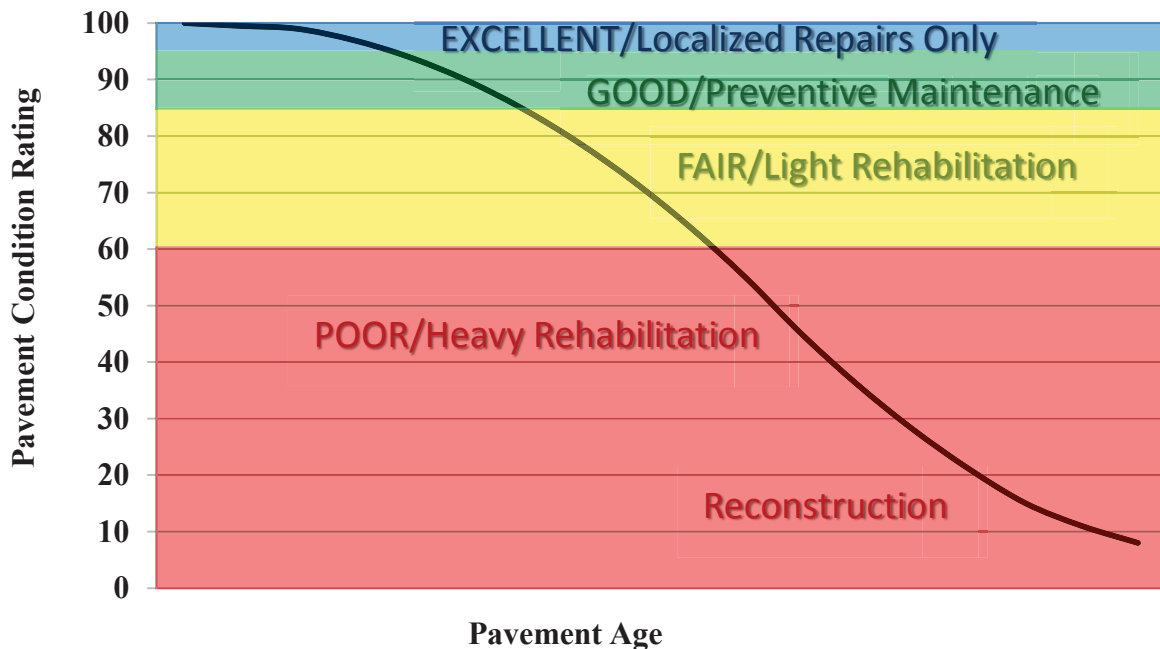 100
EXCELLENT/Localized Repairs Only
90
GOOD/Preventive Maintenance
80
FAIR/Light Rehabilitation
70
60
50
POOR/Heavy Rehabilitation
40
30
20
Reconstruction
10
0
Pavement Condition Rating
Pavement Age